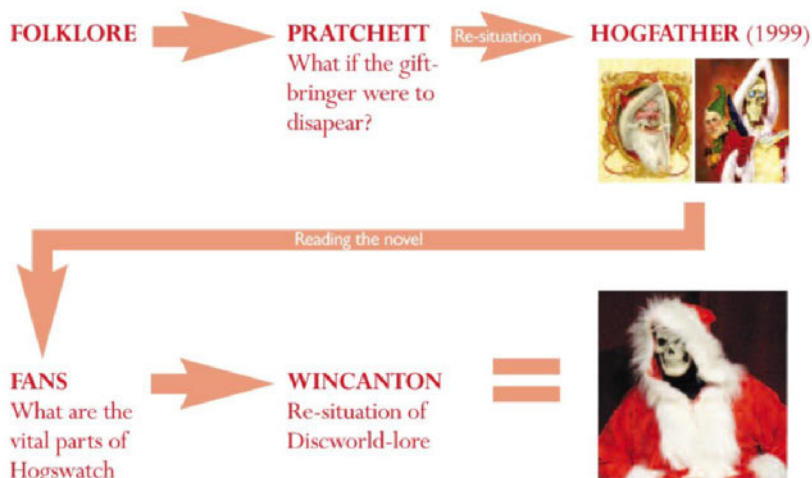 FOLKLORE
PRATCHETT
What if the gift-
bringer were to
disapear?
Re-situation
HOGFATHER (1999)
Reading the novel
FANS
What are the
vital parts of
Hogswatch
WINCANTON
Re-situation of
Discworld-lore